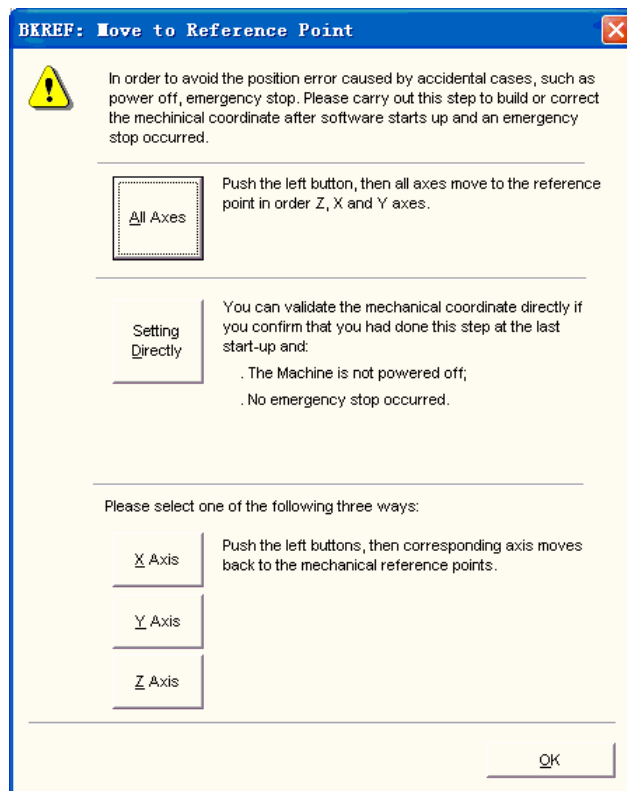 BKREF: Move to Reference Point
In order to avoid the position error caused by accidental cases, such as
power off, emergency stop. Please carry out this step to build or correct
the mechinical coordinate after software starts up and an emergency
stop occurred.
All Axes
Push the left button, then all axes move to the reference
point in order Z, X and Y axes.
Setting
Directly
You can validate the mechanical coordinate directly if
you confirm that you had done this step at the last
start-up and:
. The Machine is not powered off;
. No emergency stop occurred.
Please select one of the following three ways:
X Axis
Push the left buttons, then corresponding axis moves
back to the mechanical reference points.
Y Axis
Z Axis
OK